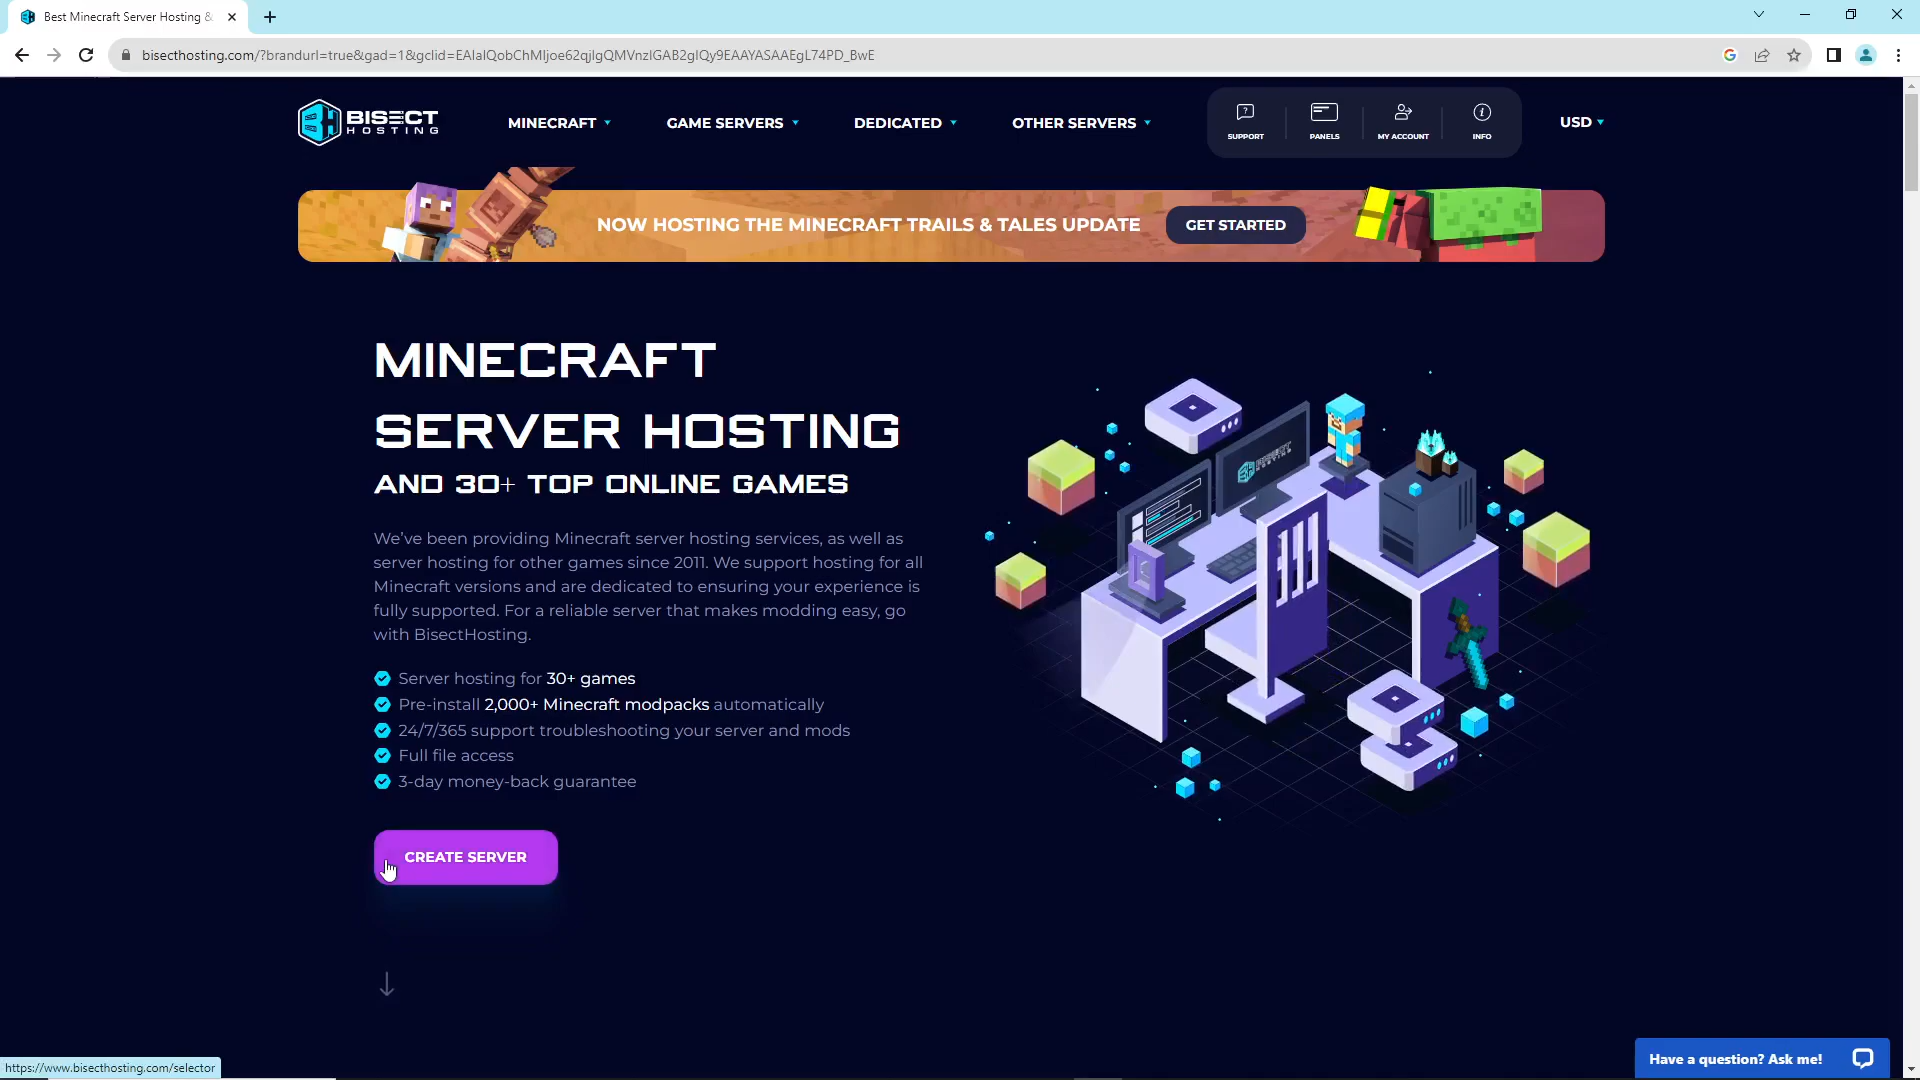 Best Minecraft Server Hosting &
bisecthosting.com/?brandurl=true&gad=1&gclid=EAIaIQobChMIjoe62qjlgQMVnzIGAB2gIQy9EAAYASAAEgL74PD_BwE
BISECT
HOSTING
MINECRAFT
GAME SERVERS
DEDICATED
OTHER SERVERS
SUPPORT
PANELS
MY ACCOUNT
INFO
USD
NOW HOSTING THE MINECRAFT TRAILS & TALES UPDATE
GET STARTED
MINECRAFT
SERVER HOSTING
AND 30+ TOP ONLINE GAMES
We've been providing Minecraft server hosting services, as well as
server hosting for other games since 2011. We support hosting for all
Minecraft versions and are dedicated to ensuring your experience is
fully supported. For a reliable server that makes modding easy, go
with BisectHosting.
Server hosting for 30+ games
Pre-install 2,000+ Minecraft modpacks automatically
24/7/365 support troubleshooting your server and mods
Full file access
3-day money-back guarantee
CREATE SERVER
https://www.bisecthosting.com/selector
Have a question? Ask me!